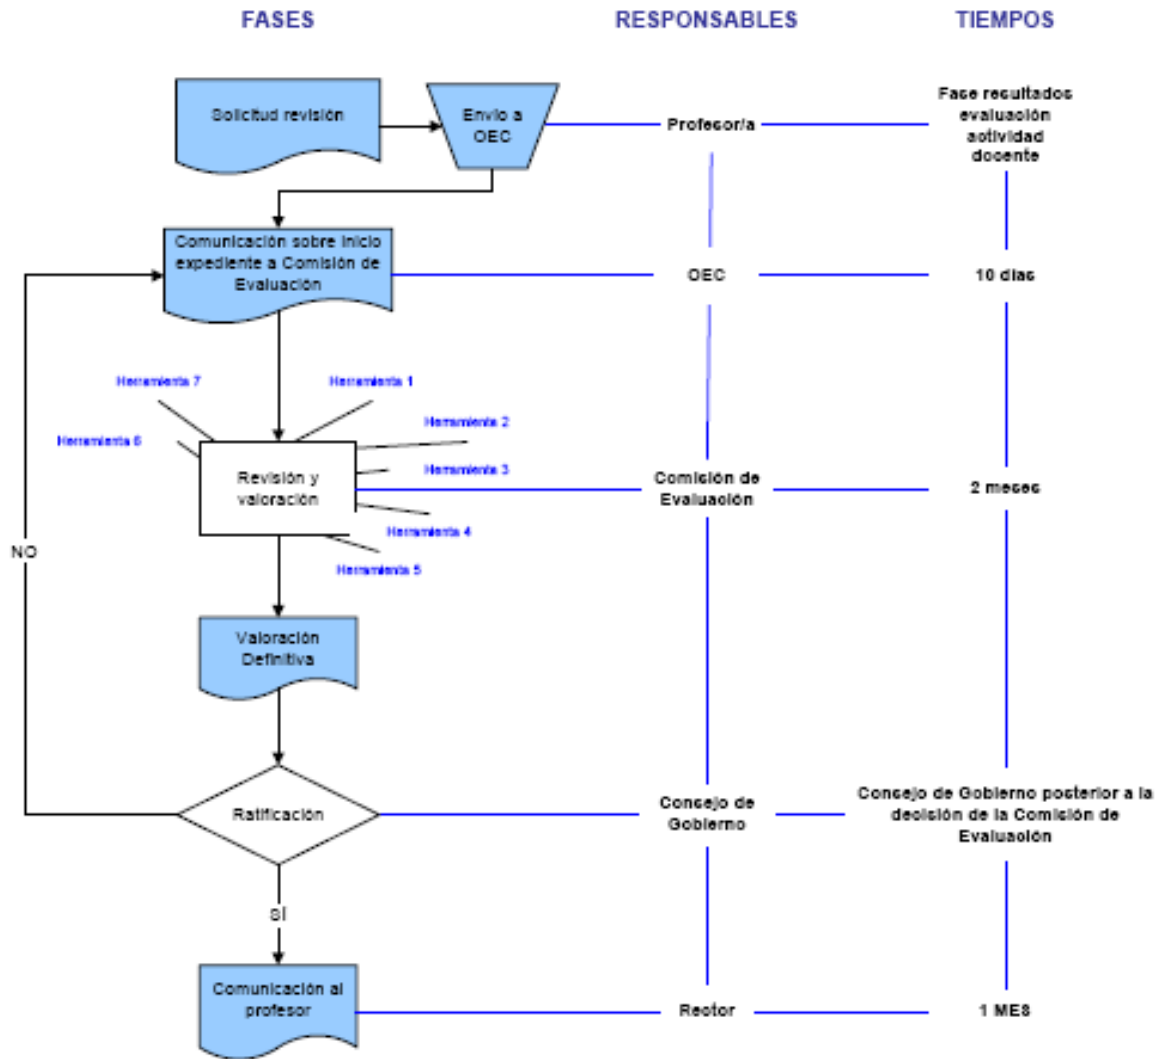 FASES
RESPONSABLES
TIEMPOS
Solicitud revisión
Envío a
OEC
Profesor/a
Fase resultados
evaluación
actividad
docente
Comunicación sobre inicio
expediente a Comisión de
Evaluación
OEC
10 días
Herramienta 7
Herramienta 1
Herramienta 6
Herramienta 2
Herramienta 3
Revisión y
valoración
Comisión de
Evaluación
2 meses
Herramienta 4
Herramienta 5
NO
Valoración
Definitiva
Ratificación
Consejo de
Gobierno
Consejo de Gobierno posterior a la
decisión de la Comisión de
Evaluación
SÍ
Comunicación al
profesor
Rector
1 MES